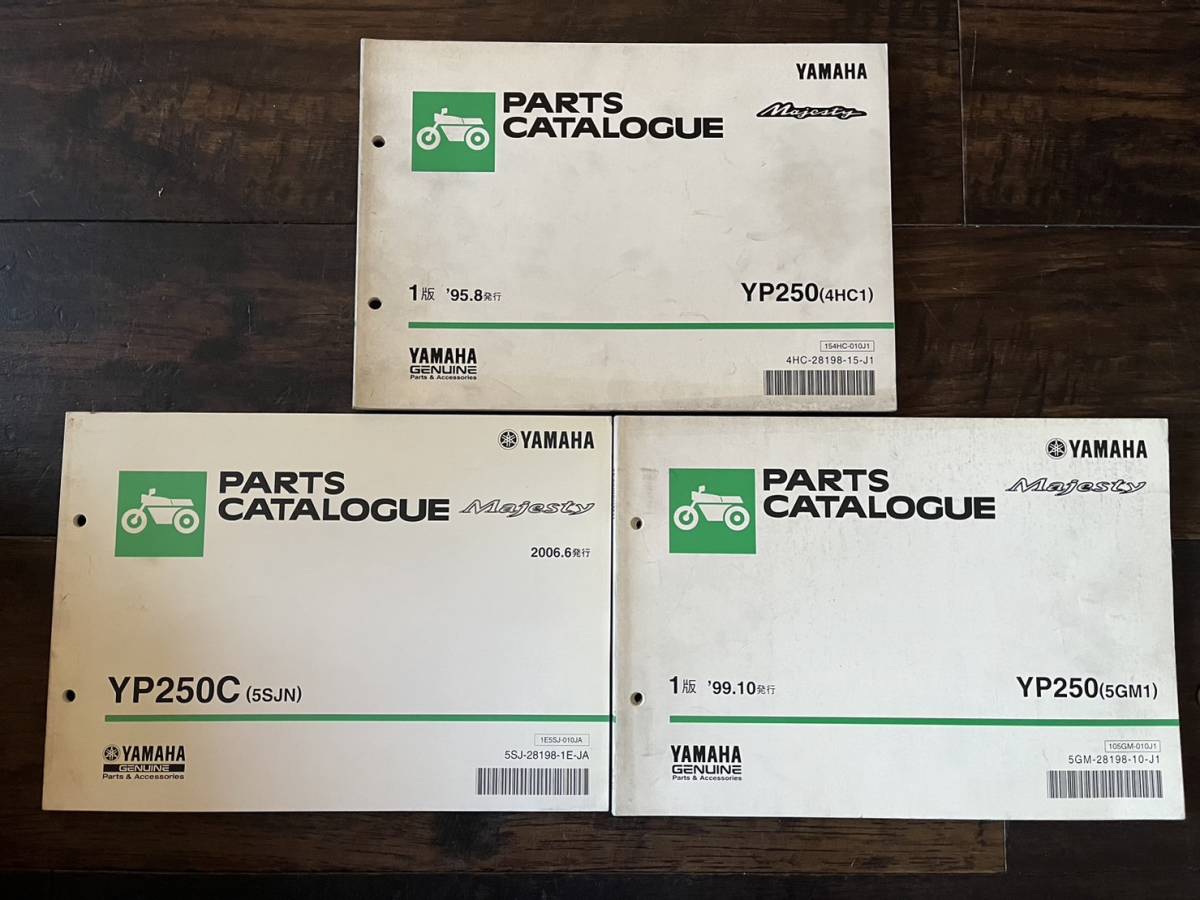 YAMAHA
Majesty
PARTS
CATALOGUE
1版 '95.8発行
YP250(4HC1)
YAMAHA
GENUINE
Parts & Accessories
154HC-010J1
4HC-28198-15-J1
YAMAHA
PARTS
CATALOGUE
Majesty
2006.6発行
YP250C(5SJN)
YAMAHA
GENUINE
Parts & Accessories
1E5SJ-010JA
5SJ-28198-1E-JA
YAMAHA
PARTS
CATALOGUE
Majesty
1版 '99.10発行
YP250(5GM1)
YAMAHA
GENUINE
Parts & Accessories
105GM-010J1
5GM-28198-10-J1